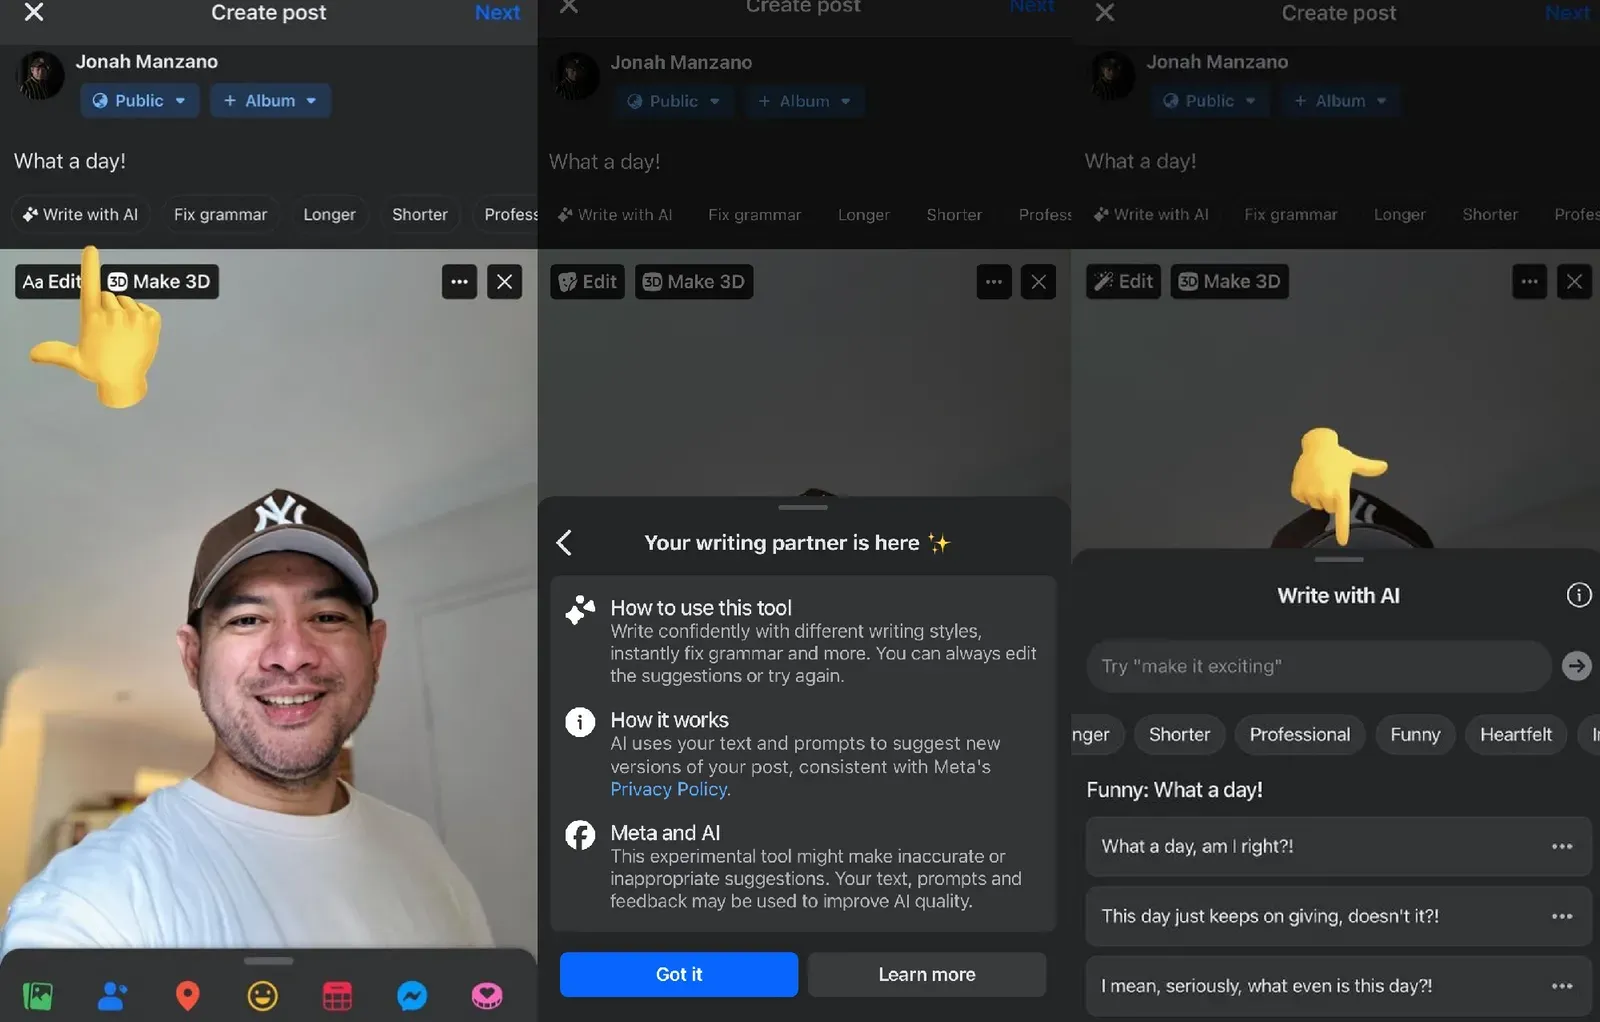 Create post
Next
Jonah Manzano
Public
+ Album
What a day!
Write with AI
Fix grammar
Longer
Shorter
Profess
Aa Edit
3D Make 3D
NY
Create post
Next
Jonah Manzano
Public
+ Album
What a day!
Write with AI
Fix grammar
Longer
Shorter
Profess
Edit
3D Make 3D
Your writing partner is here
How to use this tool
Write confidently with different writing styles,
instantly fix grammar and more. You can always edit
the suggestions or try again.
How it works
AI uses your text and prompts to suggest new
versions of your post, consistent with Meta's
Privacy Policy.
Meta and AI
This experimental tool might make inaccurate or
inappropriate suggestions. Your text, prompts and
feedback may be used to improve AI quality.
Got it
Learn more
Create post
Next
Jonah Manzano
Public
+ Album
What a day!
Write with AI
Fix grammar
Longer
Shorter
Profes
Edit
3D Make 3D
Write with AI
Try "make it exciting"
nger
Shorter
Professional
Funny
Heartfelt
Funny: What a day!
What a day, am I right?!
This day just keeps on giving, doesn't it?!
I mean, seriously, what even is this day?!